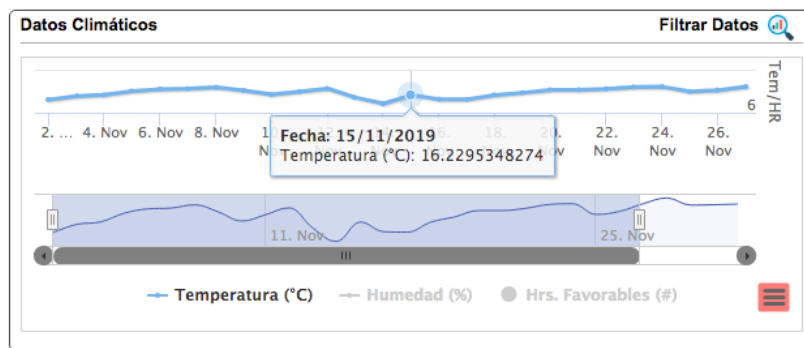 Datos Climáticos
Filtrar Datos
Tem/HR
6
2. ... 4. Nov 6. Nov 8. Nov 22. Nov 24. Nov 26. Nov
Fecha: 15/11/2019
Temperatura (°C): 16.2295348274
11. Nov 25. Nov
Temperatura (°C) Humedad (%) Hrs. Favorables (#)